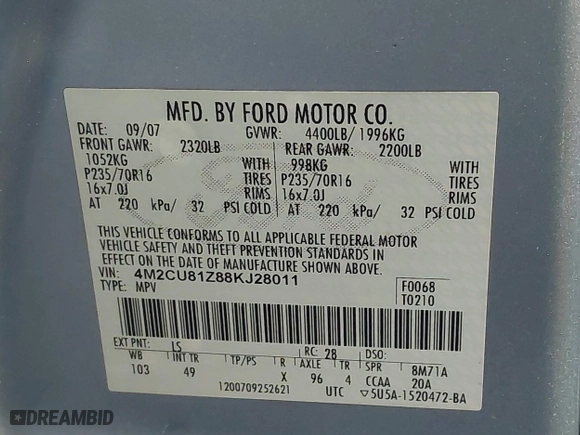 MFD. BY FORD MOTOR CO.
DATE: 09/07 GVWR: 4400LB/ 1996KG
FRONT GAWR: 2320LB REAR GAWR: 2200LB
1052KG WITH 998KG WITH
P235/70R16 TIRES P235/70R16 TIRES
16x7.0J RIMS 16x7.0J RIMS
AT 220 kPa/ 32 PSI COLD AT 220 kPa/ 32 PSI COLD
THIS VEHICLE CONFORMS TO ALL APPLICABLE FEDERAL MOTOR
VEHICLE SAFETY AND THEFT PREVENTION STANDARDS IN
EFFECT ON THE DATE OF MANUFACTURE SHOWN ABOVE.
VIN: 4M2CU81Z88KJ28011 F0068
TYPE: MPV T0210
EXT PNT: LS RC: 28 DSO:
WB INT TR TP/PS R AXLE TR SPR 8M71A
103 49 X 96 4 CCAA 20A
1200709252621 UTC ▽5U5A-1520472-BA
DREAMBID